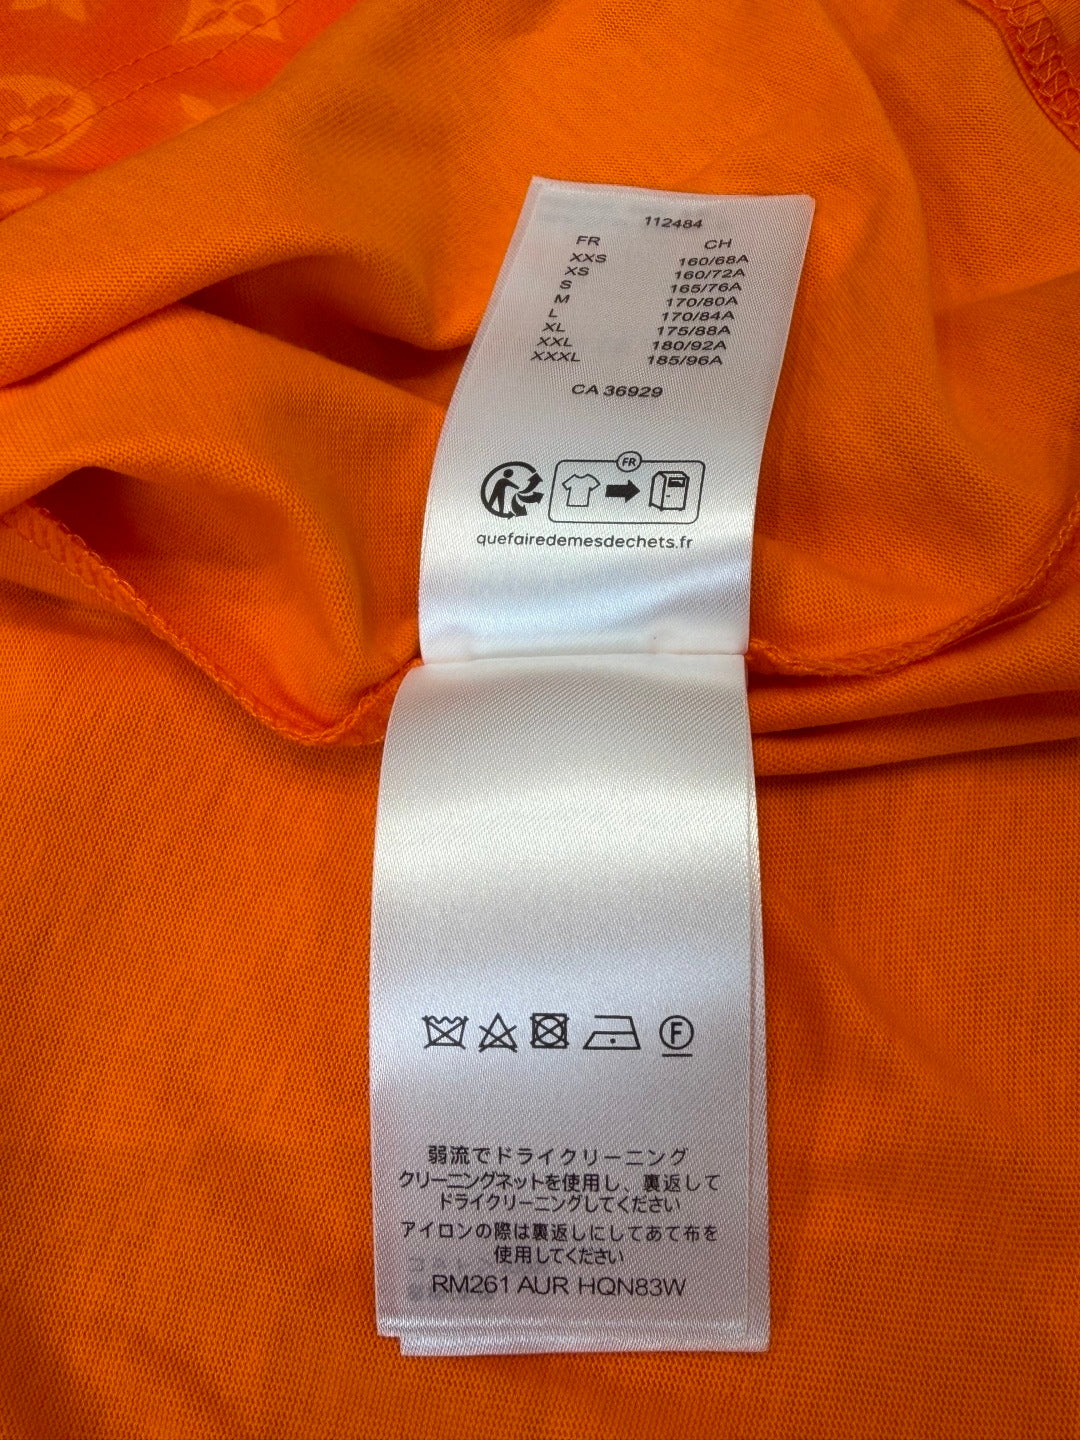 112484
FR CH
XXS 160/68A
XS 160/72A
S 165/76A
M 170/80A
L 170/84A
XL 175/88A
XXL 180/92A
XXXL 185/96A
CA 36929
FR
quefairedemesdechets.fr
F
弱流でドライクリーニング
クリーニングネットを使用し、裏返して
ドライクリーニングしてください
アイロンの際は裏返しにしてあて布を
使用してください
RM261 AUR HQN83W